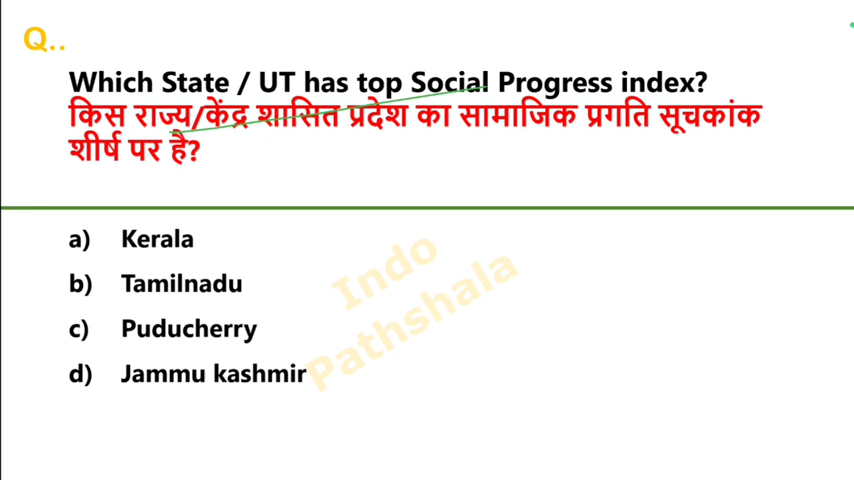 Q..
Which State / UT has top Social Progress index?
किस राज्य/केंद्र शासित प्रदेश का सामाजिक प्रगति सूचकांक
शीर्ष पर है?
a) Kerala
b) Tamilnadu
c) Puducherry
d) Jammu kashmir
Indo
Pathshala